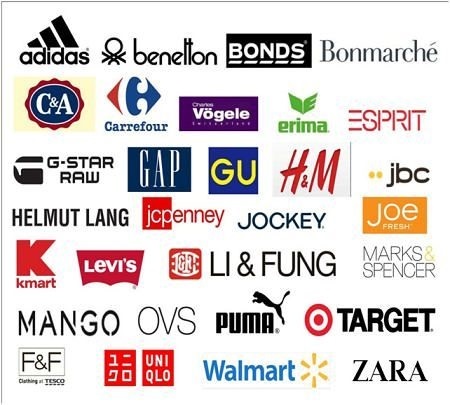 adidas®
benetton
BONDS®
Bonmarché
C&A
Carrefour
Charles
Vögele
Switzerland
erima®
ESPRIT
G-STAR
RAW
GAP
GU
H&M
jbc
HELMUT LANG
jcpenney
JOCKEY®
JOE
FRESH™
K
kmart
LEVI'S®
LI & FUNG
MARKS&
SPENCER
MANGO
OVS
PUMA®
TARGET®
F&F
Clothing at TESCO
ユニ
クロ
UNI
QLO
Walmart
ZARA